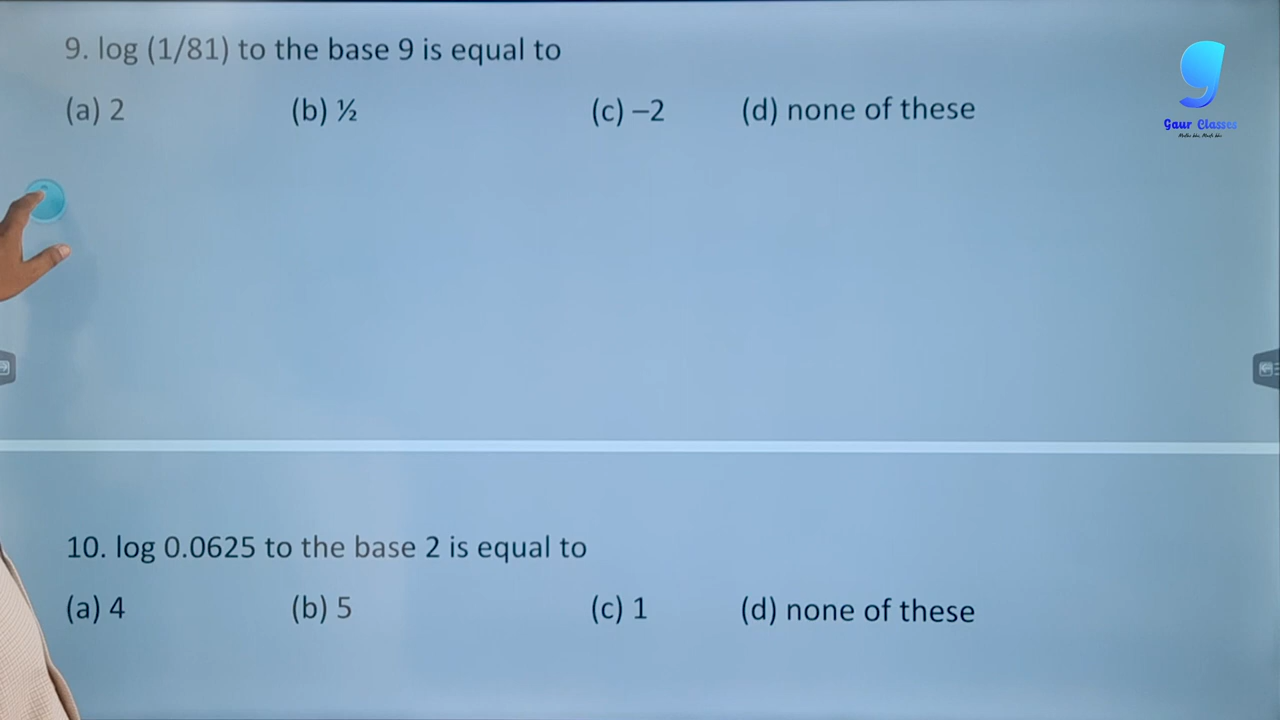 9. log (1/81) to the base 9 is equal to
(a) 2 (b) ½ (c) –2 (d) none of these
Gaur Classes
10. log 0.0625 to the base 2 is equal to
(a) 4 (b) 5 (c) 1 (d) none of these